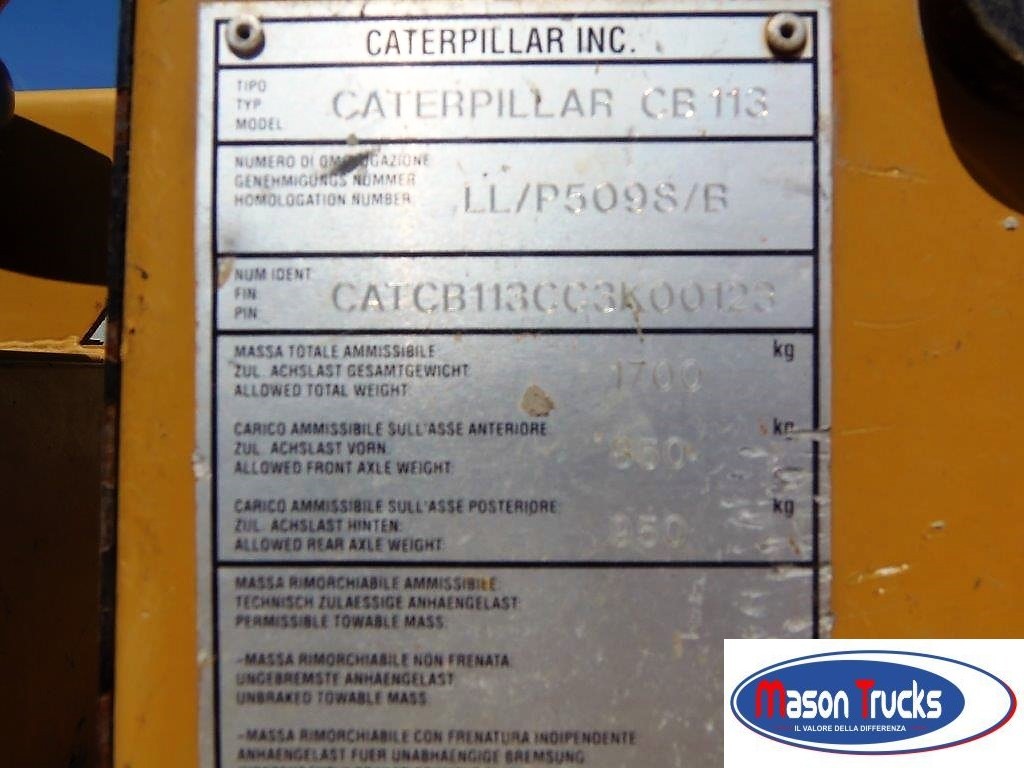 CATERPILLAR INC.
TIPO
TYP
MODEL
CATERPILLAR CB 113
NUMERO DI OMOLOGAZIONE
GENEHMIGUNGS NUMMER
HOMOLOGATION NUMBER
LL/P5098/B
NUM IDENT
FIN
PIN
CATCB113CC3K00123
MASSA TOTALE AMMISSIBILE
ZUL. ACHSLAST GESAMTGEWICHT
ALLOWED TOTAL WEIGHT
1700
kg
CARICO AMMISSIBILE SULL'ASSE ANTERIORE
ZUL. ACHSLAST VORN:
ALLOWED FRONT AXLE WEIGHT
850
kg
CARICO AMMISSIBILE SULL'ASSE POSTERIORE
ZUL. ACHSLAST HINTEN:
ALLOWED REAR AXLE WEIGHT
850
kg
MASSA RIMORCHIABILE AMMISSIBILE
TECHNISCH ZULAESSIGE ANHAENGELAST
PERMISSIBLE TOWABLE MASS
-MASSA RIMORCHIABILE NON FRENATA
UNGEBREMSTE ANHAENGELAST
UNBRAKED TOWABLE MASS
-MASSA RIMORCHIABILE CON FRENATURA INDIPENDENTE
ANHAENGELAST FUER UNABHAENGIGE BREMSUNG
Mason Trucks
IL VALORE DELLA DIFFERENZA